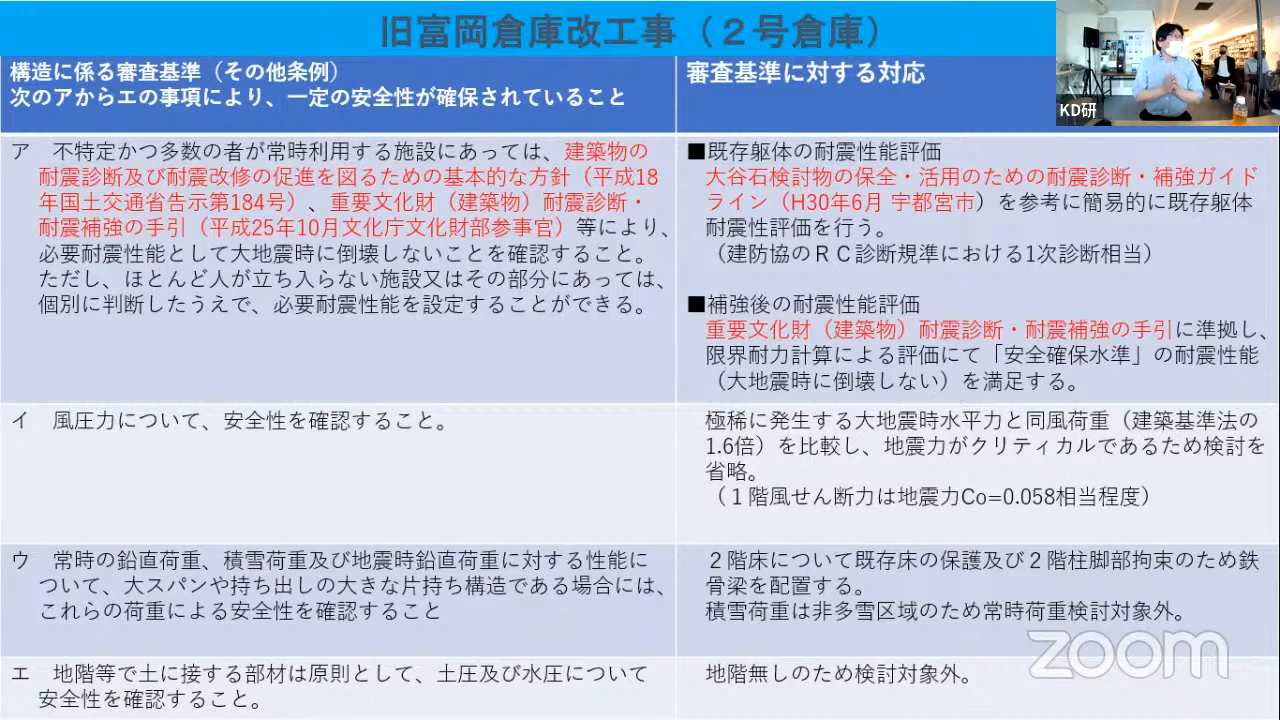 旧富岡倉庫改工事（２号倉庫）
構造に係る審査基準（その他条例）
次のアからエの事項により、一定の安全性が確保されていること
審査基準に対する対応
KD研
ア　不特定かつ多数の者が常時利用する施設にあっては、建築物の
耐震診断及び耐震改修の促進を図るための基本的な方針（平成18
年国土交通省告示第184号）、重要文化財（建築物）耐震診断・
耐震補強の手引（平成25年10月文化庁文化財部参事官）等により、
必要耐震性能として大地震時に倒壊しないことを確認すること。
ただし、ほとんど人が立ち入らない施設又はその部分にあっては、
個別に判断したうえで、必要耐震性能を設定することができる。
■既存躯体の耐震性能評価
大谷石検討物の保全・活用のための耐震診断・補強ガイド
ライン（H30年6月 宇都宮市）を参考に簡易的に既存躯体
耐震性評価を行う。
（建防協のＲＣ診断規準における1次診断相当）
■補強後の耐震性能評価
重要文化財（建築物）耐震診断・耐震補強の手引に準拠し、
限界耐力計算による評価にて「安全確保水準」の耐震性能
（大地震時に倒壊しない）を満足する。
イ　風圧力について、安全性を確認すること。
極稀に発生する大地震時水平力と同風荷重（建築基準法の
1.6倍）を比較し、地震力がクリティカルであるため検討を
省略。
（１階風せん断力は地震力Co=0.058相当程度）
ウ　常時の鉛直荷重、積雪荷重及び地震時鉛直荷重に対する性能に
ついて、大スパンや持ち出しの大きな片持ち構造である場合には、
これらの荷重による安全性を確認すること
２階床について既存床の保護及び２階柱脚部拘束のため鉄
骨梁を配置する。
積雪荷重は非多雪区域のため常時荷重検討対象外。
エ　地階等で土に接する部材は原則として、土圧及び水圧について
安全性を確認すること。
地階無しのため検討対象外。
zoom